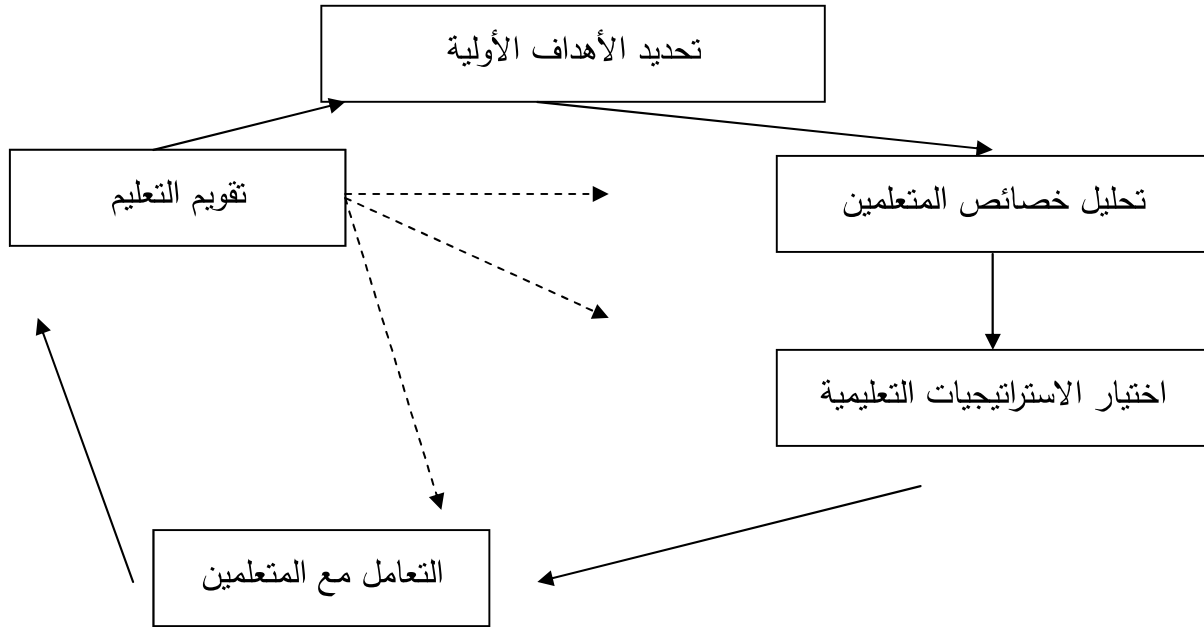 تحديد الأهداف الأولية
تحليل خصائص المتعلمين
تقويم التعليم
اختيار الاستراتيجيات التعليمية
التعامل مع المتعلمين